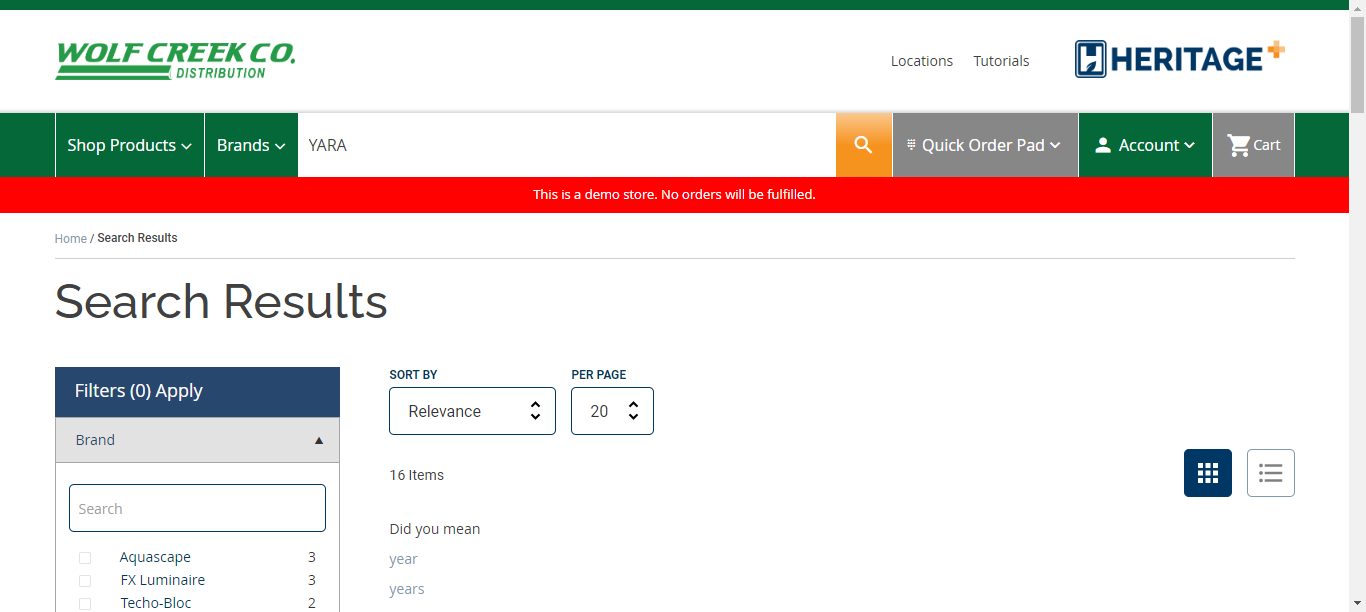 WOLF CREEK CO.
DISTRIBUTION
Locations Tutorials
HERITAGE+
Shop Products Brands YARA Quick Order Pad Account Cart
This is a demo store. No orders will be fulfilled.
Home / Search Results
Search Results
Filters (0) Apply
Brand
Search
Aquascape 3
FX Luminaire 3
Techo-Bloc 2
SORT BY PER PAGE
Relevance 20
16 Items
Did you mean
year
years